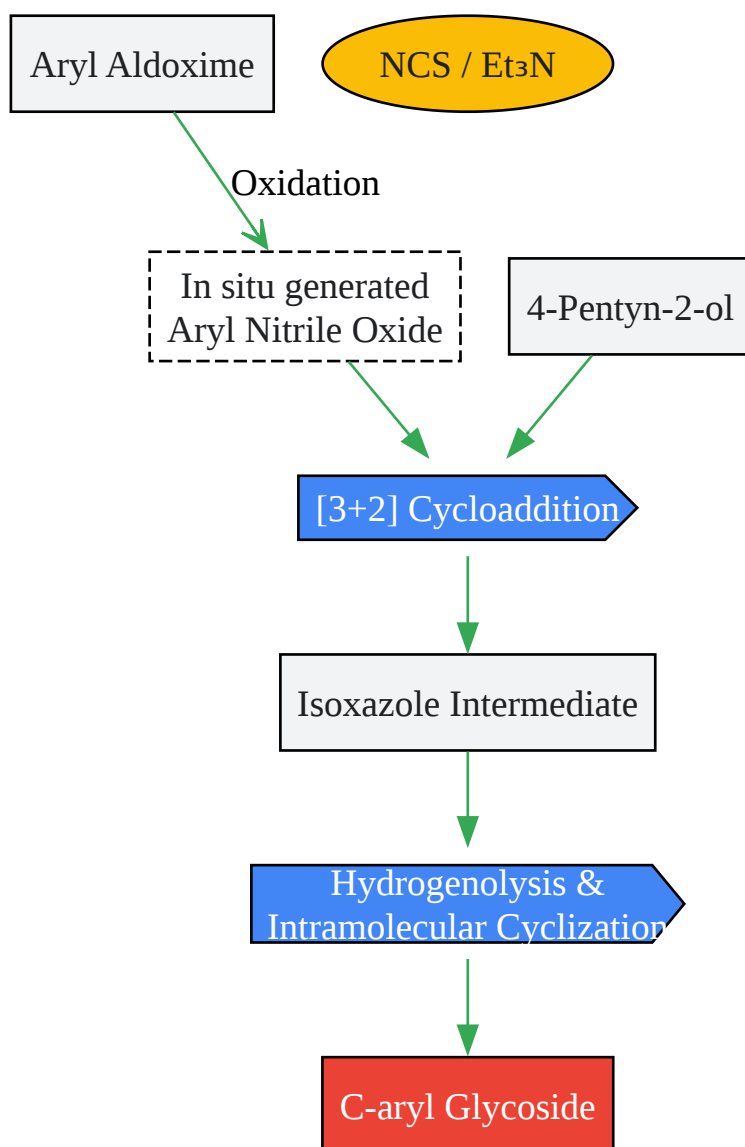 Aryl Aldoxime
NCS / Et₃N
Oxidation
In situ generated
Aryl Nitrile Oxide
4-Pentyn-2-ol
[3+2] Cycloaddition
Isoxazole Intermediate
Hydrogenolysis &
Intramolecular Cyclization
C-aryl Glycoside